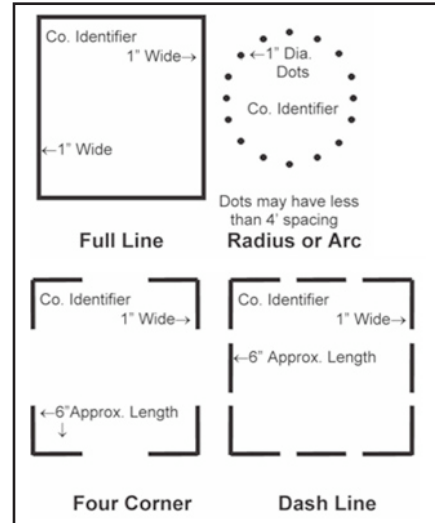 Co. Identifier
1" Wide→
←1" Wide
Full Line
←1" Dia.
Dots
Co. Identifier
Dots may have less
than 4' spacing
Radius or Arc
Co. Identifier
1" Wide→
←6"Approx. Length
↓
Four Corner
Co. Identifier
1" Wide→
←6" Approx. Length
Dash Line